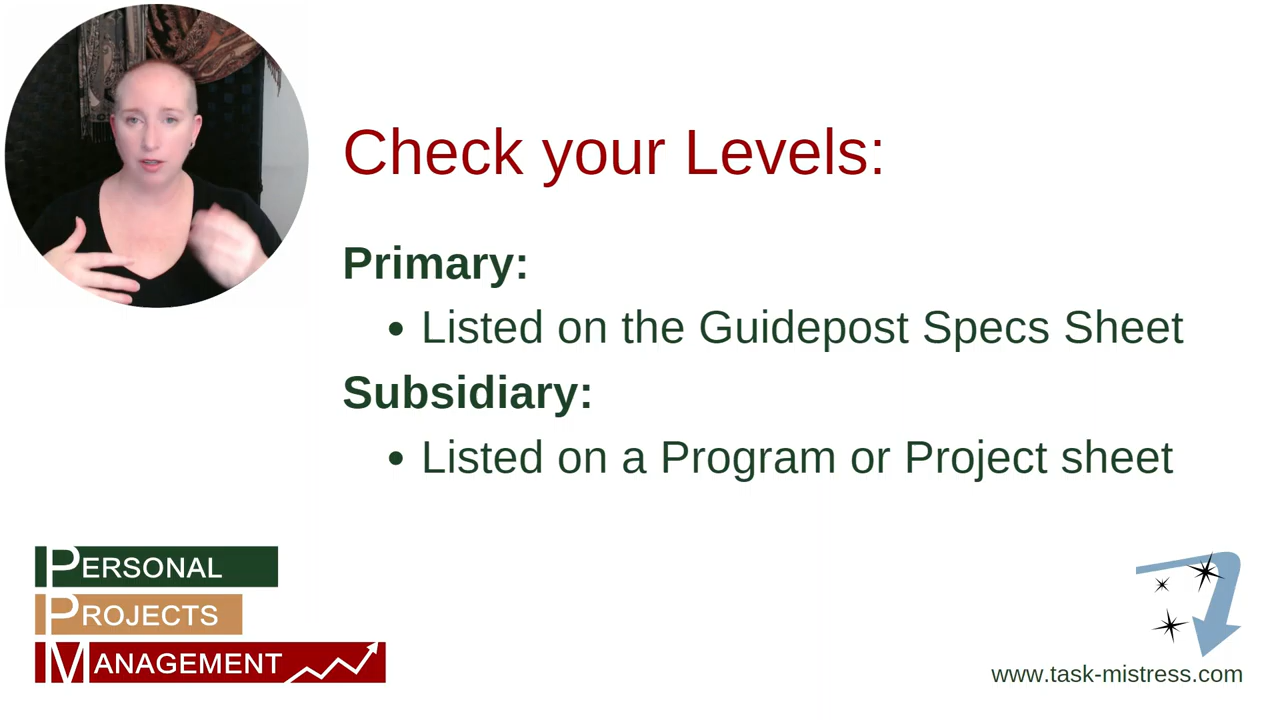 Check your Levels:
Primary:
• Listed on the Guidepost Specs Sheet
Subsidiary:
• Listed on a Program or Project sheet
PERSONAL
PROJECTS
MANAGEMENT
www.task-mistress.com